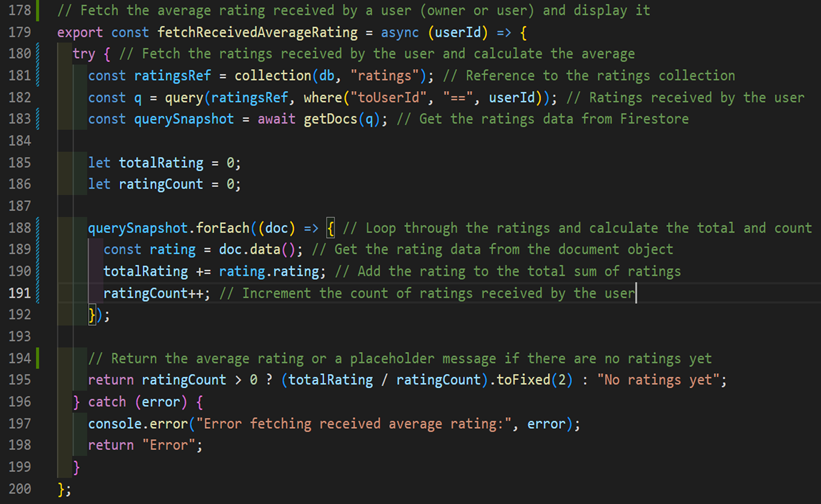 178 // Fetch the average rating received by a user (owner or user) and display it
179 export const fetchReceivedAverageRating = async (userId) => {
180 try { // Fetch the ratings received by the user and calculate the average
181 const ratingsRef = collection(db, "ratings"); // Reference to the ratings collection
182 const q = query(ratingsRef, where("toUserId", "==", userId)); // Ratings received by the user
183 const querySnapshot = await getDocs(q); // Get the ratings data from Firestore
184
185 let totalRating = 0;
186 let ratingCount = 0;
187
188 querySnapshot.forEach((doc) => { // Loop through the ratings and calculate the total and count
189 const rating = doc.data(); // Get the rating data from the document object
190 totalRating += rating.rating; // Add the rating to the total sum of ratings
191 ratingCount++; // Increment the count of ratings received by the user
192 });
193
194 // Return the average rating or a placeholder message if there are no ratings yet
195 return ratingCount > 0 ? (totalRating / ratingCount).toFixed(2) : "No ratings yet";
196 } catch (error) {
197 console.error("Error fetching received average rating:", error);
198 return "Error";
199 }
200 };